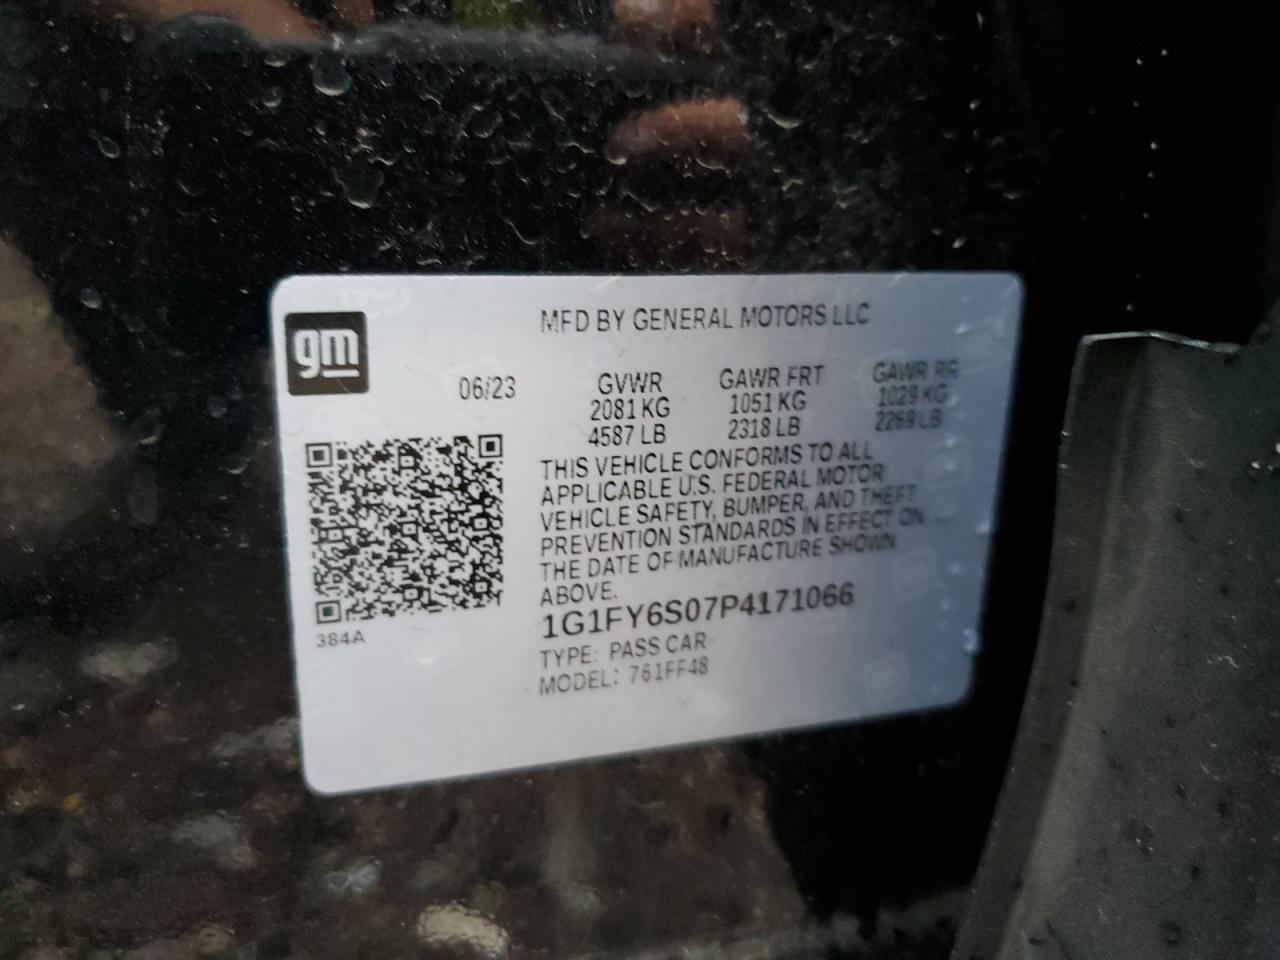 gm
MFD BY GENERAL MOTORS LLC
06/23 GVWR GAWR FRT GAWR RR
2081 KG 1051 KG 1029 KG
4587 LB 2318 LB 2269 LB
THIS VEHICLE CONFORMS TO ALL
APPLICABLE U.S. FEDERAL MOTOR
VEHICLE SAFETY, BUMPER, AND THEFT
PREVENTION STANDARDS IN EFFECT ON
THE DATE OF MANUFACTURE SHOWN
ABOVE.
1G1FY6S07P4171066
TYPE: PASS CAR
MODEL: 761FF48
384A